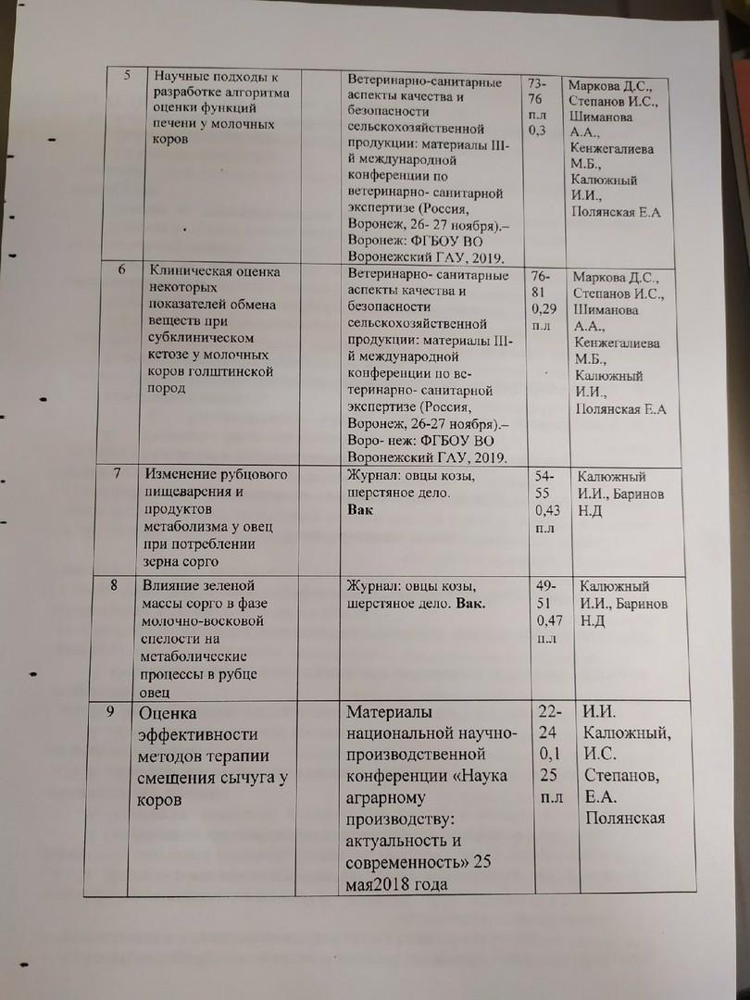 5
Научные подходы к
разработке алгоритма
оценки функций
печени у молочных
коров
Ветеринарно-санитарные
аспекты качества и
безопасности
сельскохозяйственной
продукции: материалы III-
й международной
конференции по
ветеринарно- санитарной
экспертизе (Россия,
Воронеж, 26- 27 ноября).–
Воронеж: ФГБОУ ВО
Воронежский ГАУ, 2019.
73-
76
п.л
0,3
Маркова Д.С.,
Степанов И.С.,
Шиманова
А.А.,
Кенжегалиева
М.Б.,
Калюжный
И.И.,
Полянская Е.А
6
Клиническая оценка
некоторых
показателей обмена
веществ при
субклиническом
кетозе у молочных
коров голштинской
пород
Ветеринарно- санитарные
аспекты качества и
безопасности
сельскохозяйственной
продукции: материалы III-
й международной
конференции по ве-
теринарно- санитарной
экспертизе (Россия,
Воронеж, 26-27 ноября).–
Воро- неж: ФГБОУ ВО
Воронежский ГАУ, 2019.
76-
81
0,29
п.л
Маркова Д.С.,
Степанов И.С.,
Шиманова
А.А.,
Кенжегалиева
М.Б.,
Калюжный
И.И.,
Полянская Е.А
7
Изменение рубцового
пищеварения и
продуктов
метаболизма у овец
при потреблении
зерна сорго
Журнал: овцы козы,
шерстяное дело.
Вак
54-
55
0,43
п.л
Калюжный
И.И., Баринов
Н.Д
8
Влияние зеленой
массы сорго в фазе
молочно-восковой
спелости на
метаболические
процессы в рубце
овец
Журнал: овцы козы,
шерстяное дело. Вак.
49-
51
0,47
п.л
Калюжный
И.И., Баринов
Н.Д
9
Оценка
эффективности
методов терапии
смещения сычуга у
коров
Материалы
национальной научно-
производственной
конференции «Наука
аграрному
производству:
актуальность и
современность» 25
мая2018 года
22-
24
0,1
25
п.л
И.И.
Калюжный,
И.С.
Степанов,
Е.А.
Полянская